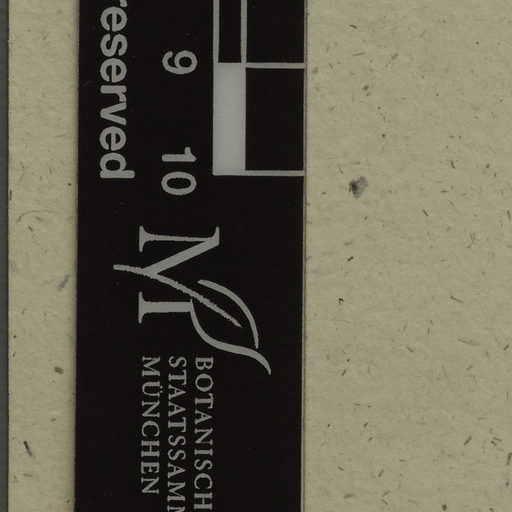 reserved
9 10
BOTANISCH
STAATSSAMM
MÜNCHEN